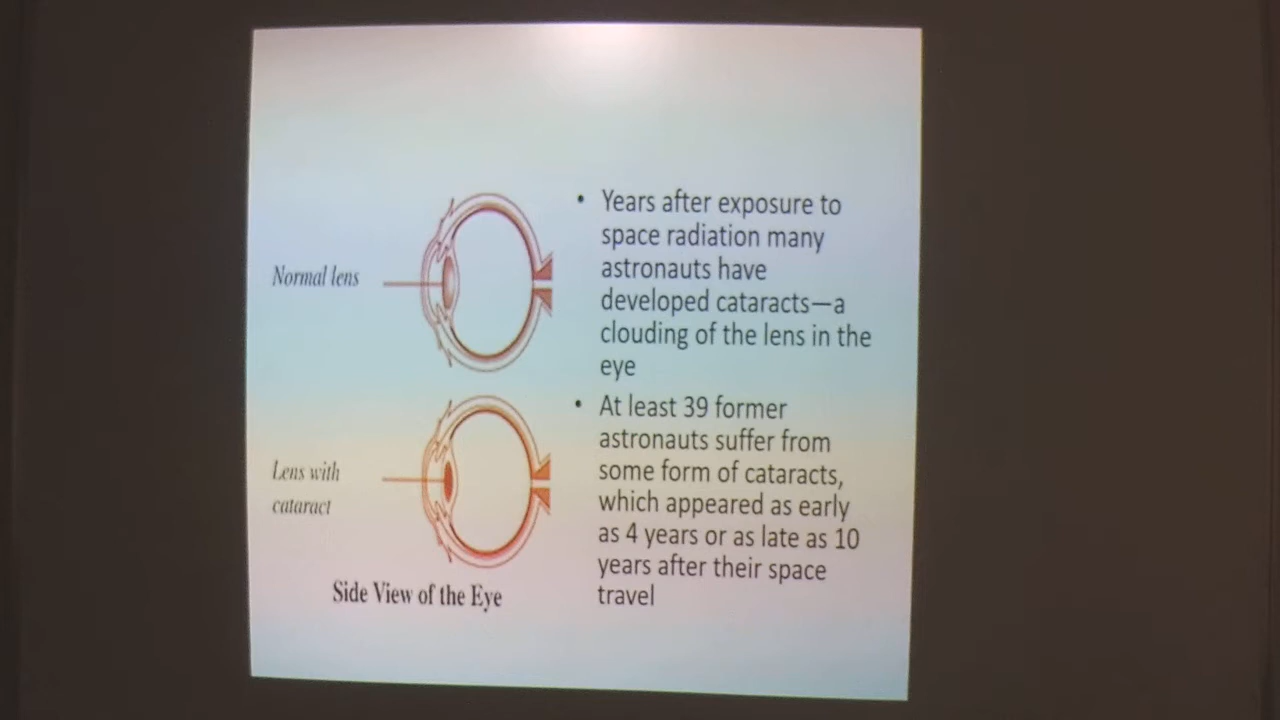 Normal lens
Lens with
cataract
Side View of the Eye
• Years after exposure to
space radiation many
astronauts have
developed cataracts—a
clouding of the lens in the
eye
• At least 39 former
astronauts suffer from
some form of cataracts,
which appeared as early
as 4 years or as late as 10
years after their space
travel